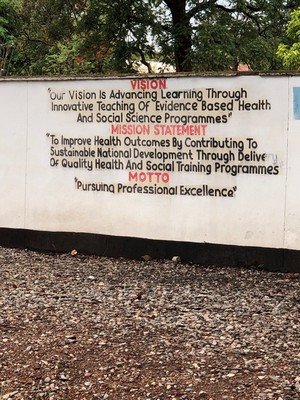 VISION
"Our Vision Is Advancing Learning Through
Innovative Teaching Of Evidence Based Health
And Social Science Programmes"
MISSION STATEMENT
"To Improve Health Outcomes By Contributing To
Sustainable National Development Through Delivery
Of Quality Health And Social Training Programmes
MOTTO
"Pursuing Professional Excellence"